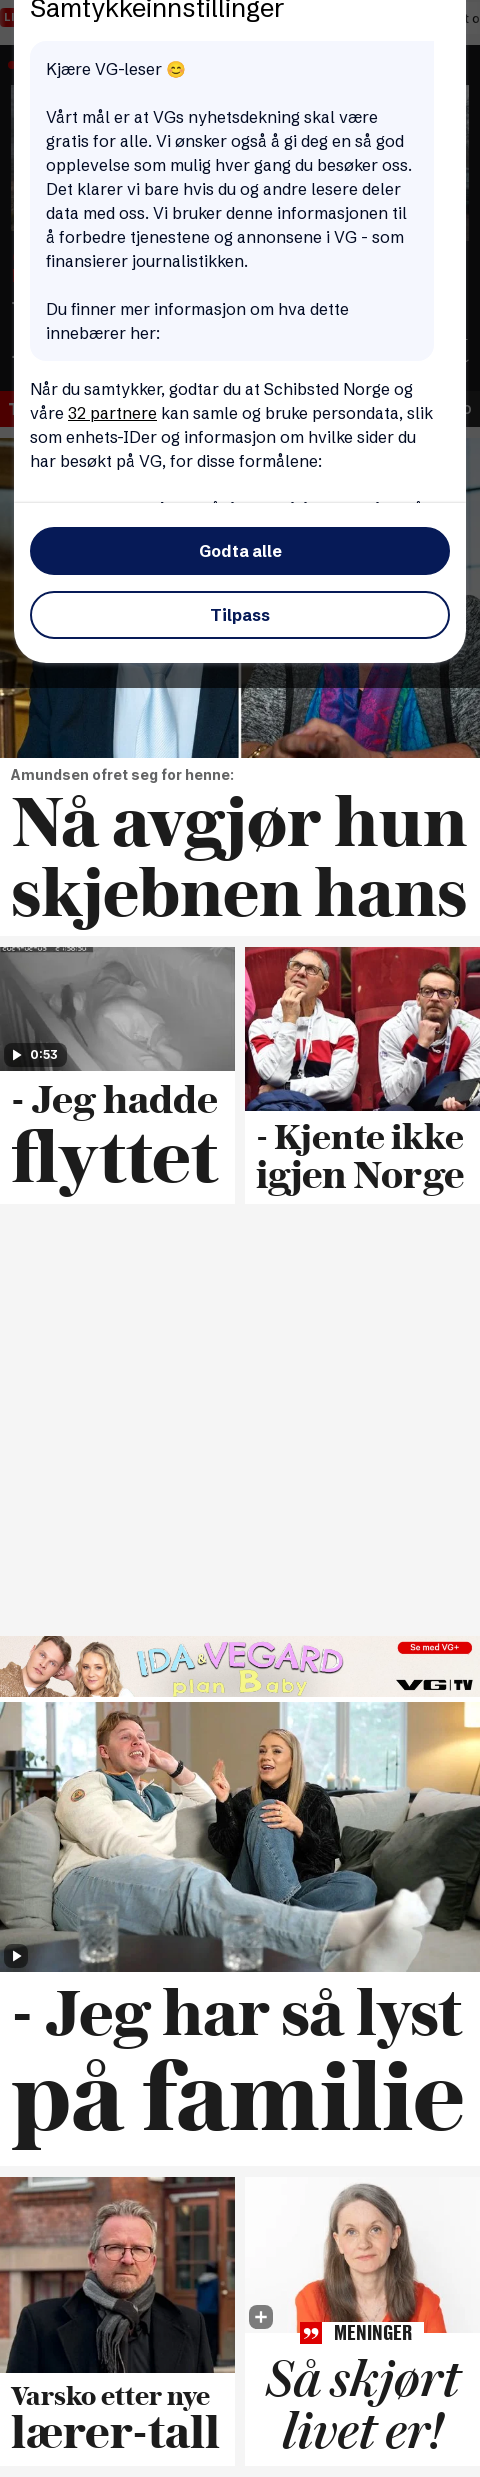 Samtykkeinnstillinger
Kjære VG-leser 😊
Vårt mål er at VGs nyhetsdekning skal være
gratis for alle. Vi ønsker også å gi deg en så god
opplevelse som mulig hver gang du besøker oss.
Det klarer vi bare hvis du og andre lesere deler
data med oss. Vi bruker denne informasjonen til
å forbedre tjenestene og annonsene i VG - som
finansierer journalistikken.
Du finner mer informasjon om hva dette
innebærer her:
Når du samtykker, godtar du at Schibsted Norge og
våre 32 partnere kan samle og bruke persondata, slik
som enhets-IDer og informasjon om hvilke sider du
har besøkt på VG, for disse formålene:
Godta alle
Tilpass
Amundsen ofret seg for henne:
Nå avgjør hun
skjebnen hans
0:53
- Jeg hadde
flyttet
- Kjente ikke
igjen Norge
IDA & VEGARD
plan Baby
Se med VG+
VG TV
- Jeg har så lyst
på familie
Varsko etter nye
lærer-tall
MENINGER
Så skjørt
livet er!